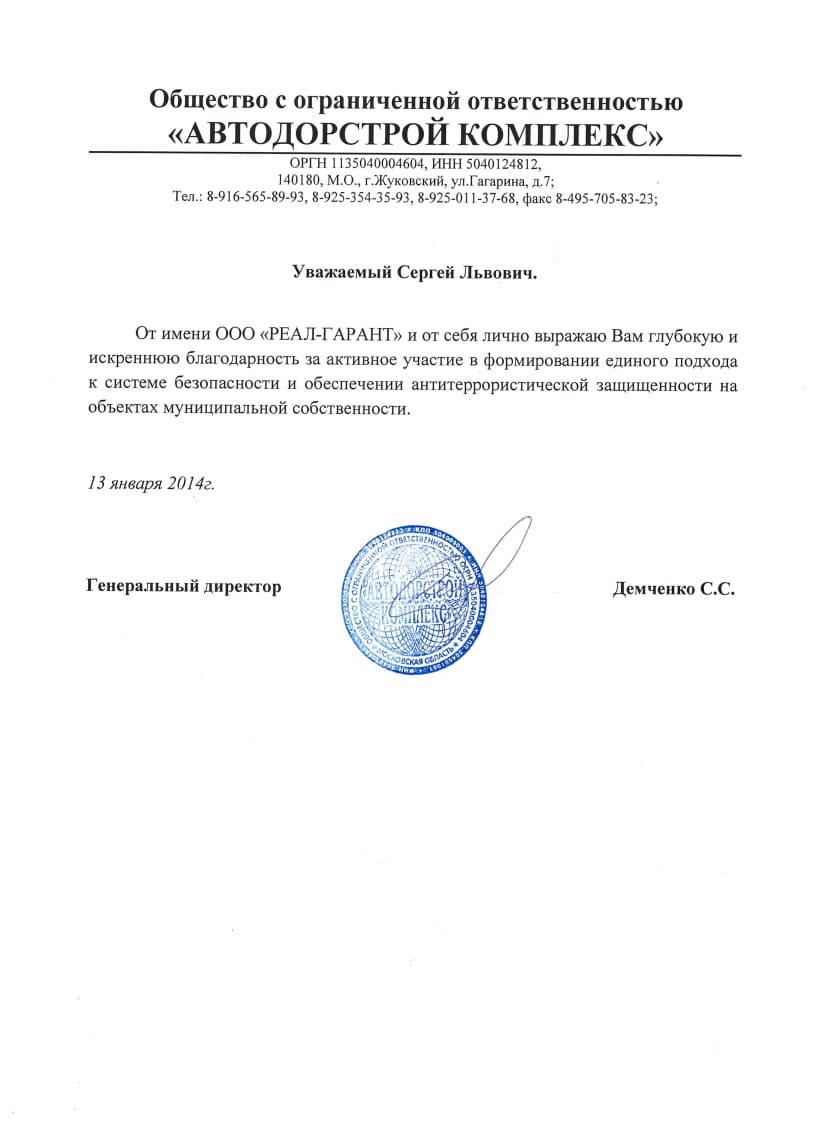 Общество с ограниченной ответственностью
«АВТОДОРСТРОЙ КОМПЛЕКС»
ОРГН 1135040004604, ИНН 5040124812,
140180, М.О., г.Жуковский, ул.Гагарина, д.7;
Тел.: 8-916-565-89-93, 8-925-354-35-93, 8-925-011-37-68, факс 8-495-705-83-23;
Уважаемый Сергей Львович.
От имени ООО «РЕАЛ-ГАРАНТ» и от себя лично выражаю Вам глубокую и
искреннюю благодарность за активное участие в формировании единого подхода
к системе безопасности и обеспечении антитеррористической защищенности на
объектах муниципальной собственности.
13 января 2014г.
Генеральный директор
ОБЩЕСТВО С ОГРАНИЧЕННОЙ ОТВЕТСТВЕННОСТЬЮ ОГРН 1135040004604
МОСКОВСКАЯ ОБЛАСТЬ
«АВТОДОРСТРОЙ
КОМПЛЕКС»
Демченко С.С.